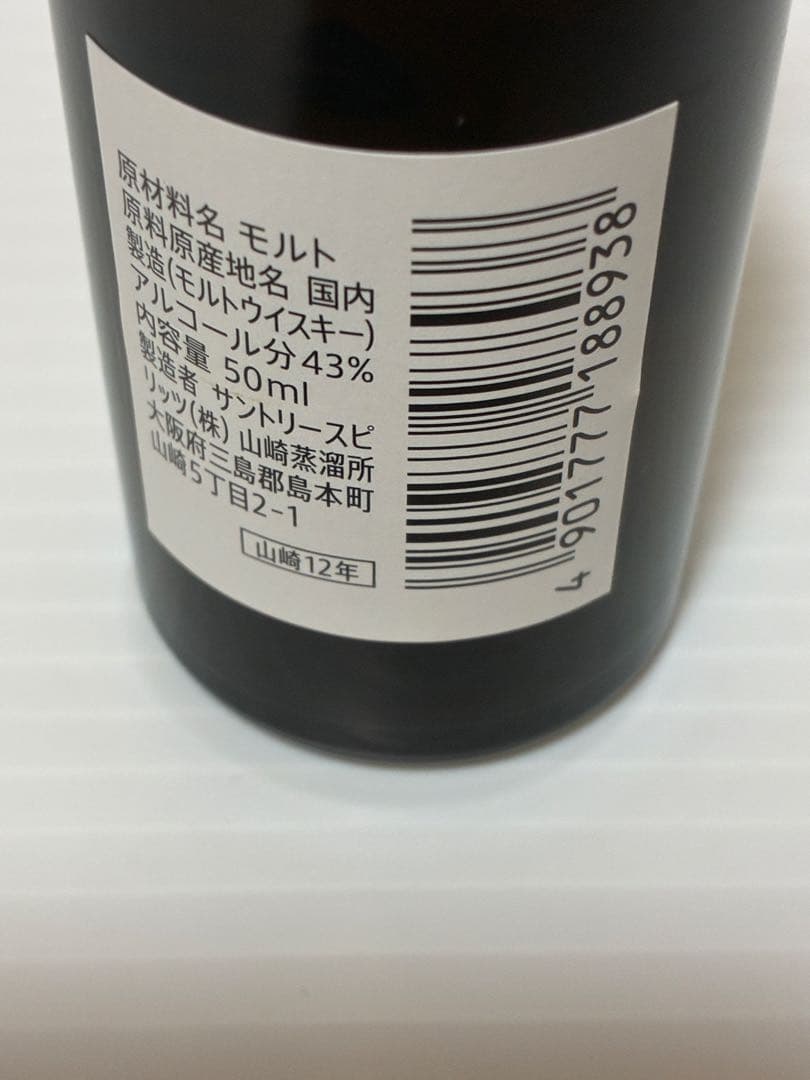 原材料名 モルト
原料原産地名 国内
製造(モルトウイスキー)
アルコール分43%
内容量 50ml
製造者 サントリースピ
リッツ(株) 山崎蒸溜所
大阪府三島郡島本町
山崎5丁目2-1
山崎12年
4 901777 188938